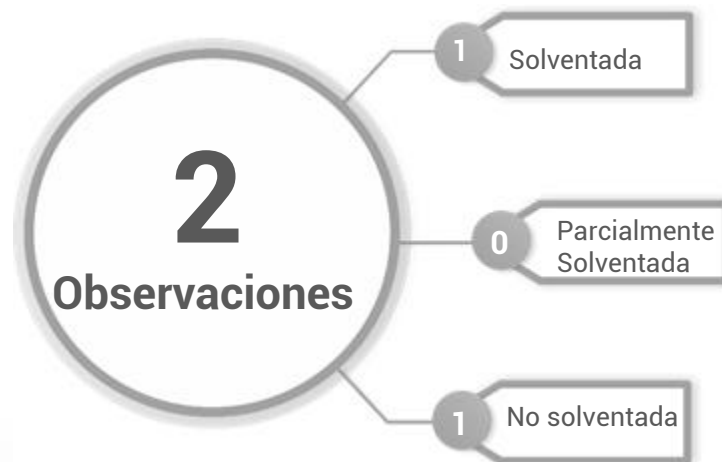 2
Observaciones
1
Solventada
0
Parcialmente
Solventada
1
No solventada